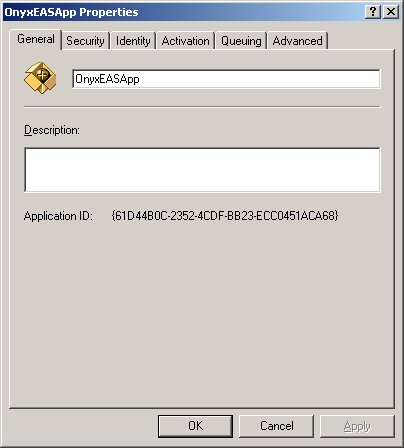 OnyxEASApp Properties
General Security Identity Activation Queuing Advanced
OnyxEASApp
Description:
Application ID: {61D44B0C-2352-4CDF-BB23-ECC0451ACA68}
OK Cancel Apply